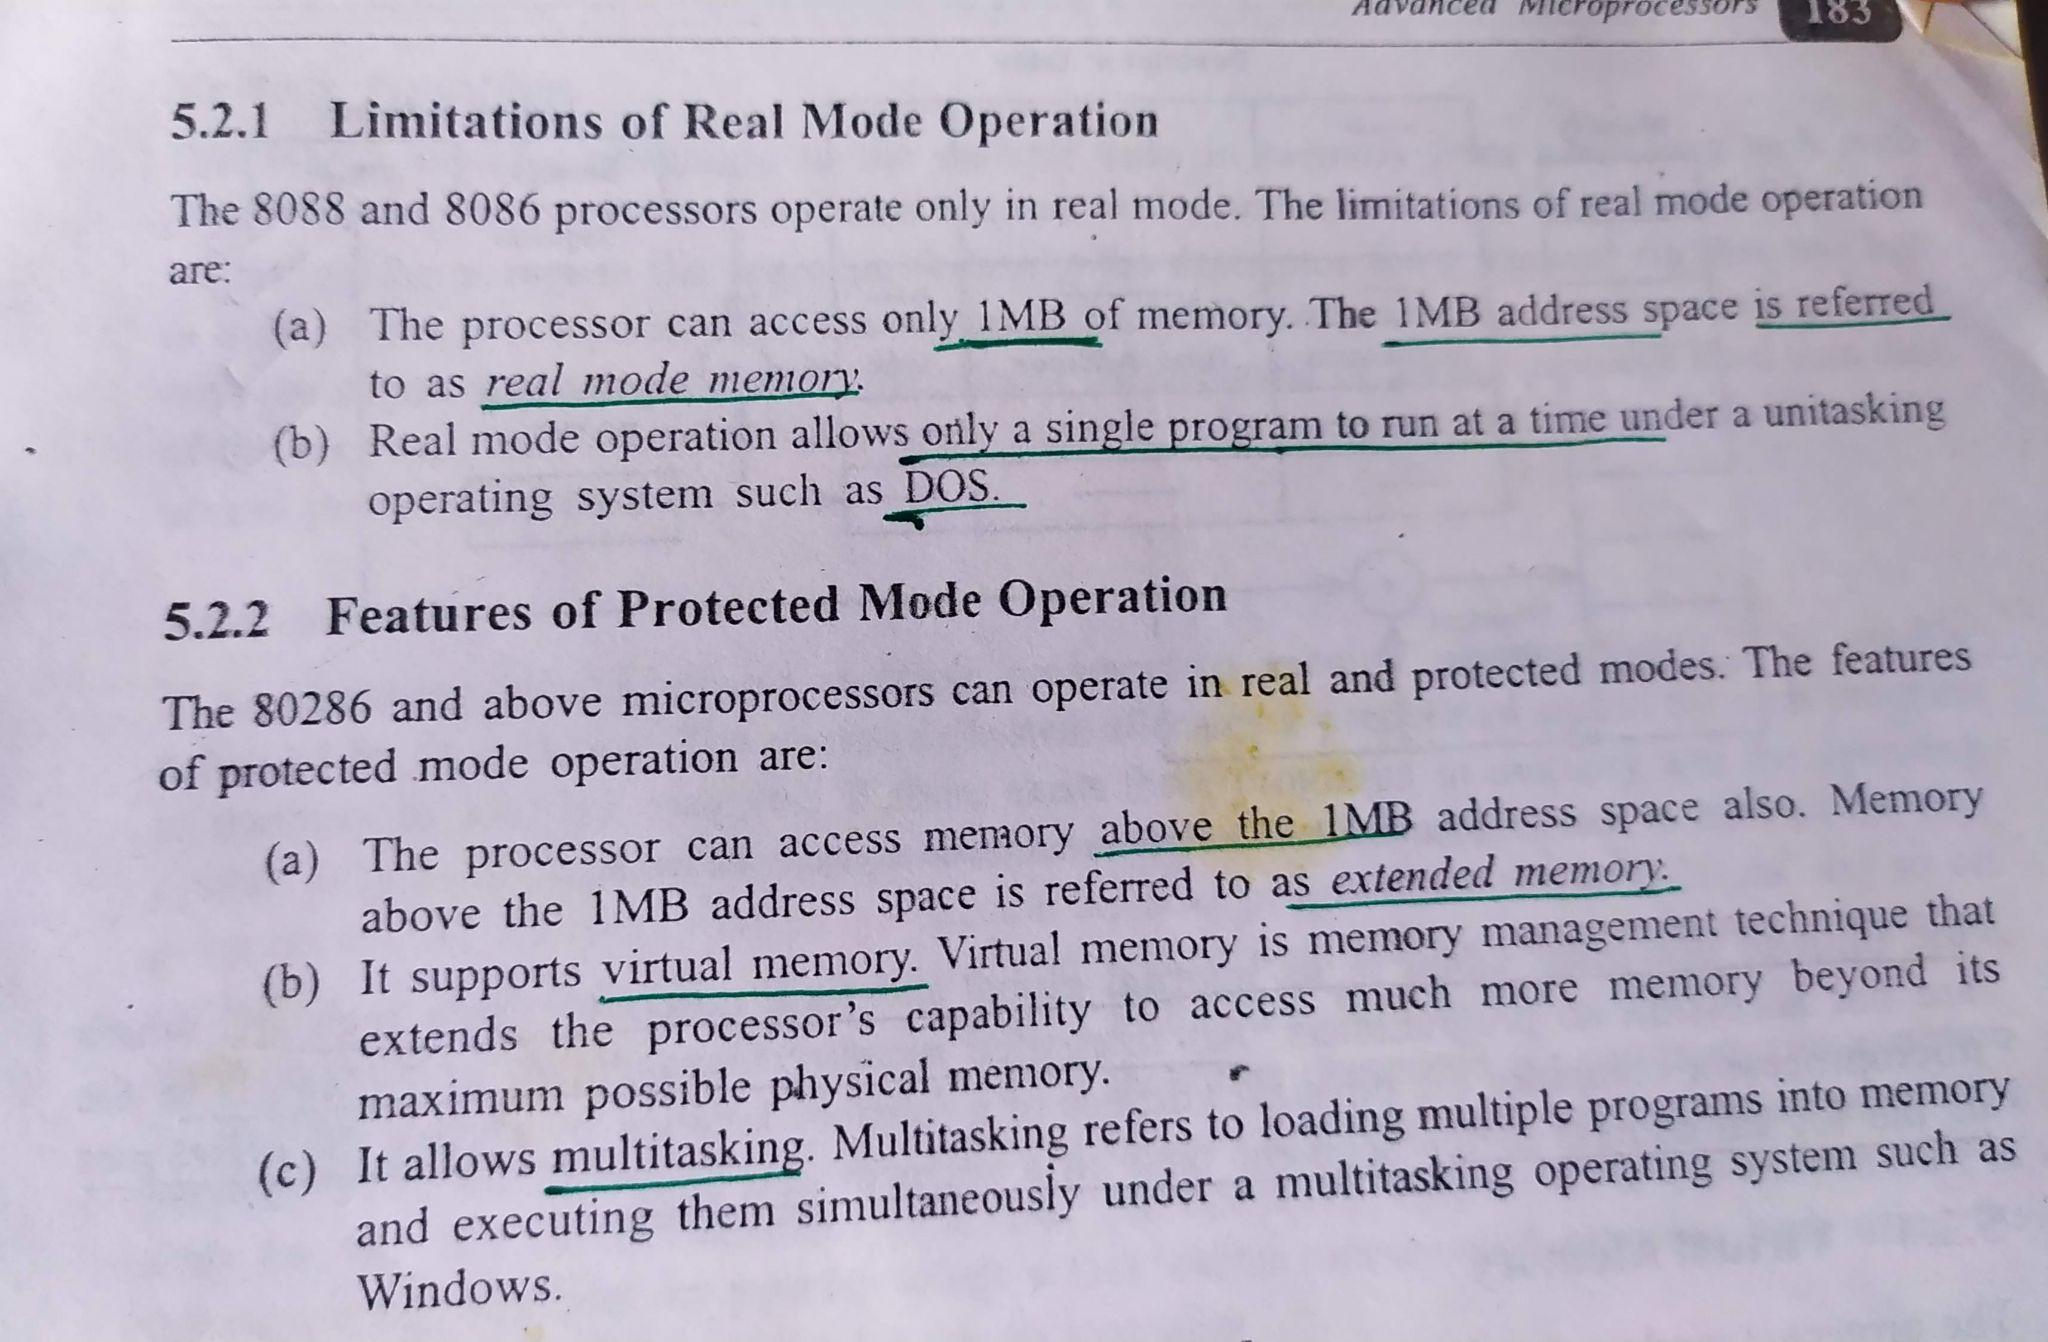 Advanced Microprocessors 183
5.2.1 Limitations of Real Mode Operation
The 8088 and 8086 processors operate only in real mode. The limitations of real mode operation
are:
(a) The processor can access only 1MB of memory. The 1MB address space is referred
to as real mode memory.
(b) Real mode operation allows only a single program to run at a time under a unitasking
operating system such as DOS.
5.2.2 Features of Protected Mode Operation
The 80286 and above microprocessors can operate in real and protected modes. The features
of protected mode operation are:
(a) The processor can access memory above the 1MB address space also. Memory
above the 1MB address space is referred to as extended memory.
(b) It supports virtual memory. Virtual memory is memory management technique that
extends the processor's capability to access much more memory beyond its
maximum possible physical memory.
(c) It allows multitasking. Multitasking refers to loading multiple programs into memory
and executing them simultaneously under a multitasking operating system such as
Windows.